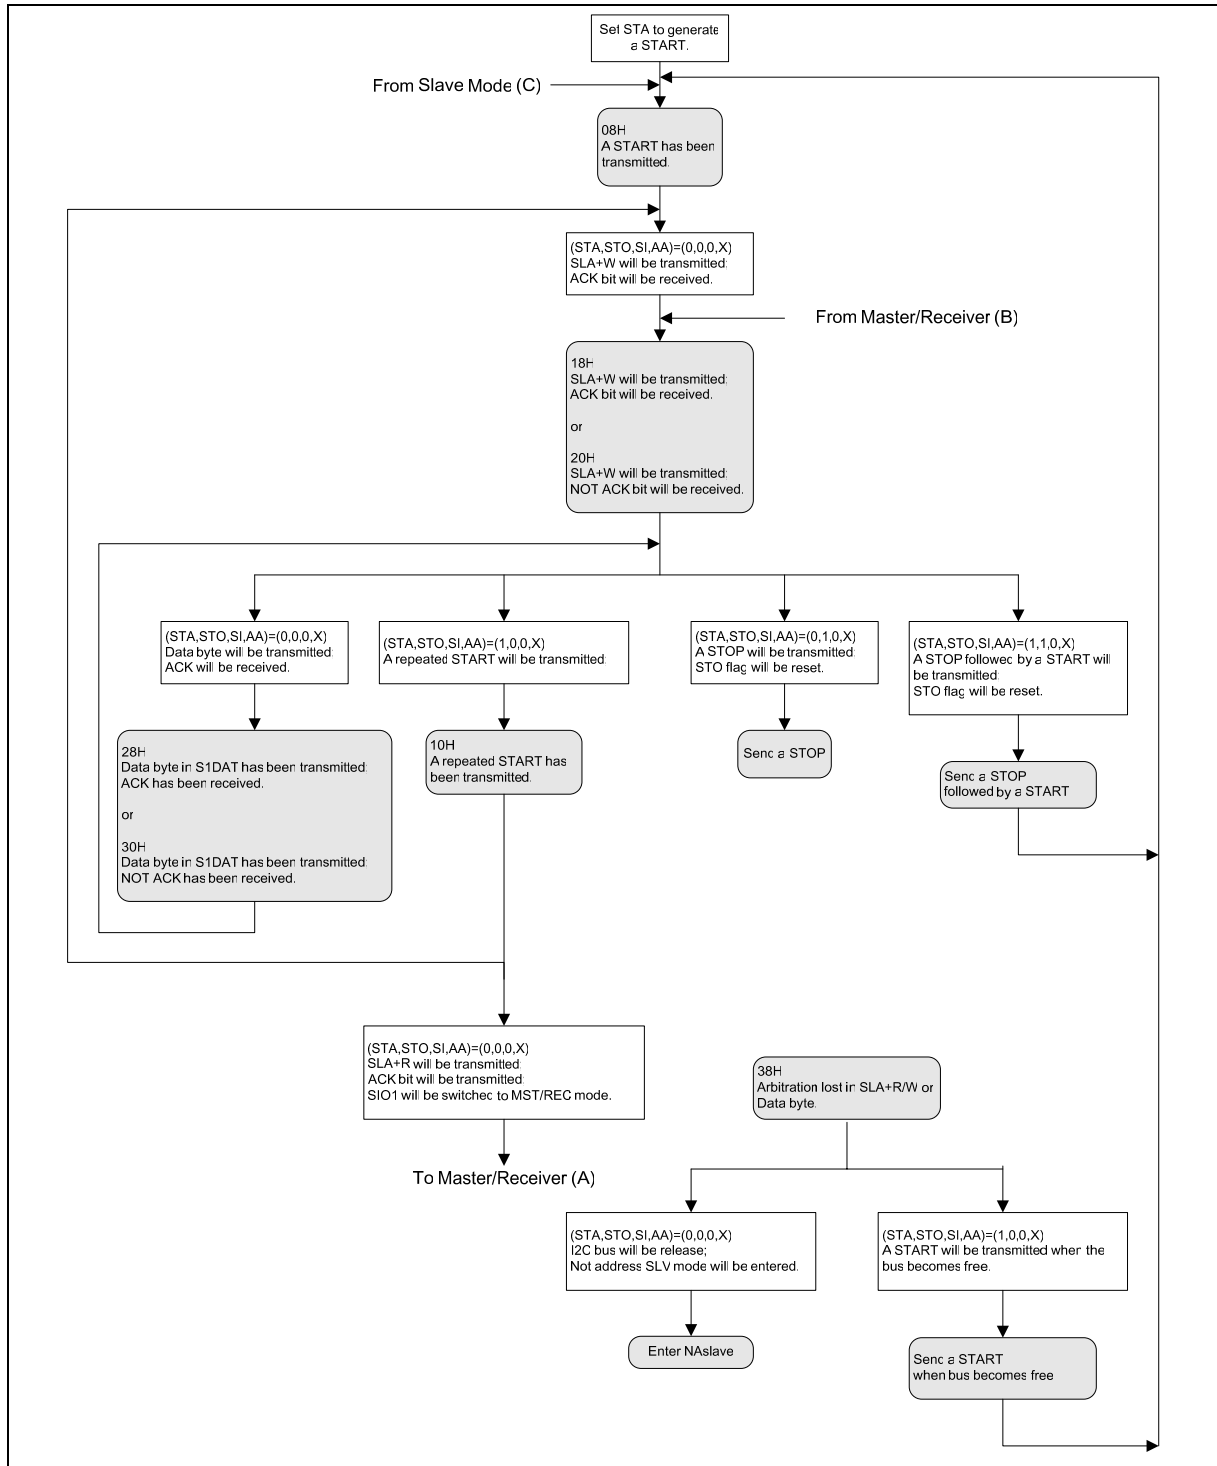 Set STA to generate
a START.
From Slave Mode (C)
08H
A START has been
transmitted.
(STA,STO,SI,AA)=(0,0,0,X)
SLA+W will be transmitted;
ACK bit will be received.
From Master/Receiver (B)
18H
SLA+W will be transmitted;
ACK bit will be received.
or
20H
SLA+W will be transmitted;
NOT ACK bit will be received.
(STA,STO,SI,AA)=(0,0,0,X)
Data byte will be transmitted;
ACK will be received.
(STA,STO,SI,AA)=(1,0,0,X)
A repeated START will be transmitted;
(STA,STO,SI,AA)=(0,1,0,X)
A STOP will be transmitted;
STO flag will be reset.
(STA,STO,SI,AA)=(1,1,0,X)
A STOP followed by a START will
be transmitted;
STO flag will be reset.
28H
Data byte in S1DAT has been transmitted;
ACK has been received.
or
30H
Data byte in S1DAT has been transmitted;
NOT ACK has been received.
10H
A repeated START has
been transmitted.
Send a STOP
Send a STOP
followed by a START
(STA,STO,SI,AA)=(0,0,0,X)
SLA+R will be transmitted;
ACK bit will be transmitted;
SIO1 will be switched to MST/REC mode.
To Master/Receiver (A)
38H
Arbitration lost in SLA+R/W or
Data byte.
(STA,STO,SI,AA)=(0,0,0,X)
I2C bus will be release;
Not address SLV mode will be entered.
(STA,STO,SI,AA)=(1,0,0,X)
A START will be transmitted when the
bus becomes free.
Enter NAslave
Send a START
when bus becomes free